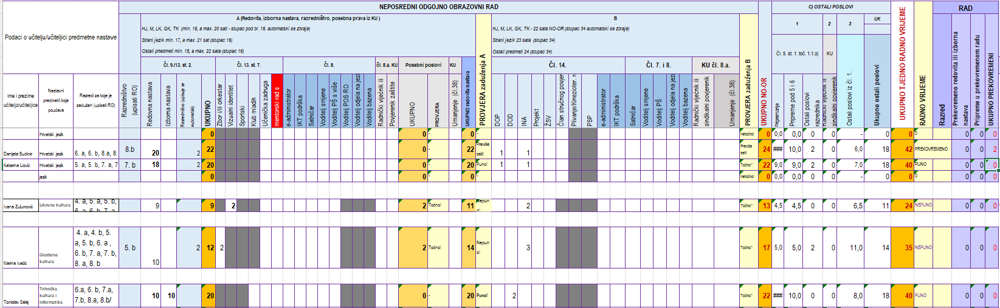 NEPOSREDNI ODGOJNO OBRAZOVNI RAD
C) OSTALI POSLOVI
RAD
Podaci o učitelju/učiteljici predmetne nastave
A (Redovita, izborna nastava, razredništvo, posebna prava iz KU )
HJ, M, LK, GK, TK (min. 16, a max. 20 sati - stupac pod br. 16. automatski se zbraja)
Strani jezik min. 17, a max. 21 sat (stupac 16)
Ostali predmeti min. 18, a max. 22 sata (stupac 16)
B
HJ, M, LK, GK, TK - 22 sata NO-OR (stupac 34 automatski se zbraja)
Strani jezik 23 sata (stupac 34)
Ostali predmeti 24 (stupac 34)
1 2 3 UK
Čl. 5. st. 1. toč. 1.1.a) KU
Čl. 9./13. st. 2. Čl. 13. st. 7. Čl. 8. Čl. 8.a. KU Posebni poslovi KU Čl. 14. Čl. 7. i 8. KU čl. 8.a.
Ime i prezime učitelja/učiteljice
Nastavni predmet/i koje poučava
Razredi za koje je zadužen (upisati RO)
Razredništvo (upisati RO)
Redovna nastava
Izborna nastava
Razredništvo (upisuje se automatski)
UKUPNO
Zbor i/li orkestar
Vizualni identitet
Sportski
Klub mladih
Učenička zadruga
mentorski rad s
e-administrator
IKT podrška
Satničar
Voditelj smjene
Voditelj PŠ s više
Voditelj POS RO
Voditelj odjela na jezi
Voditelj bazena
Radnički vijećnik ili
Povjerenik zaštite
UKUPNO
PROVJERA
Umanjenje (čl.38)
UKUPNO redovita nastava
PROVJERA zaduženja A
DOP
DOD
INA
Projekt
ŽSV
Član stručnog povjer
Plivanje/Kinezioter. r
PSP
e-administrator
IKT podrška
Satničar
Voditelj smjene
Voditelj PŠ
Voditelj odjela na jezi
Voditelj bazena
Radnički vijećnik ili
sindikalni povjerenik
Umanjenje (čl.38)
PROVJERA zaduženja B
UKUPNO NO-OR
Pripremanje
Pripreme pod 5 i 6
Ostali poslovi razrednika
Radnički vijećnik ili
sindikalni povjerenik
Ostali poslovi iz čl. 1.
Ukupno ostali poslovi
UKUPNO TJEDNO RADNO VRIJEME
RADNO VRIJEME
Razred
Prekovremeno redovita ili izborna nastava
Pripreme u prekovremenom radu
UKUPNO PREKOVREMENI
Hrvatski jezik 0 0 - 0 - Netočno! 0 0,0 0,0 0 0 - 0 0 0 0 0 0
Danijela Budimir Hrvatski jezik 6. a, 6. b, 8.a, 8. 8.b 20 2 22 0 - 22 Previše sati! 1 1 Previše sati! 24 ### 10,0 2 0 6,0 18 42 PREKOVREMENO 0 0 2
Katarina Liović Hrvatski jezik 5. a, 5. b, 7. a, 7 7. b 18 2 20 0 - 20 Puno! 1 1 Točno!" 22 9,0 9,0 2 0 7,0 18 40 PUNO 0 0 0
jezik 0 0 - 0 - Netočno! 0 0,0 0,0 0 0 - 0 0 0 0 0 0
Ivana Zulumović Likovna kultura 4. a, 5. a, 5. b, 9 9 2 2 Točno! 11 Nepuno! 2 Točno!" 13 4,5 4,5 0 0 6,5 11 24 NEPUNO 0 0 0
Marina Ivačić Glazbena kultura 4. a, 4. b, 5. a, 5. b, 6. a , 6. b, 7. a, 7. b, 8. a, 8. b 5. b 10 2 12 2 2 Točno! 14 Nepuno! 3 Točno!" 17 5,0 5,0 2 0 11,0 14 35 NEPUNO 0 0 0
Tomislav Salaj Tehnička kultura i Informatika 6.a, 6. b, 7.a, 7.b, 8.a, 8.b/ 10 10 20 0 - 20 Puno! 2 Točno!" 22 ### 10,0 0 0 8,0 18 40 PUNO 0 0 0